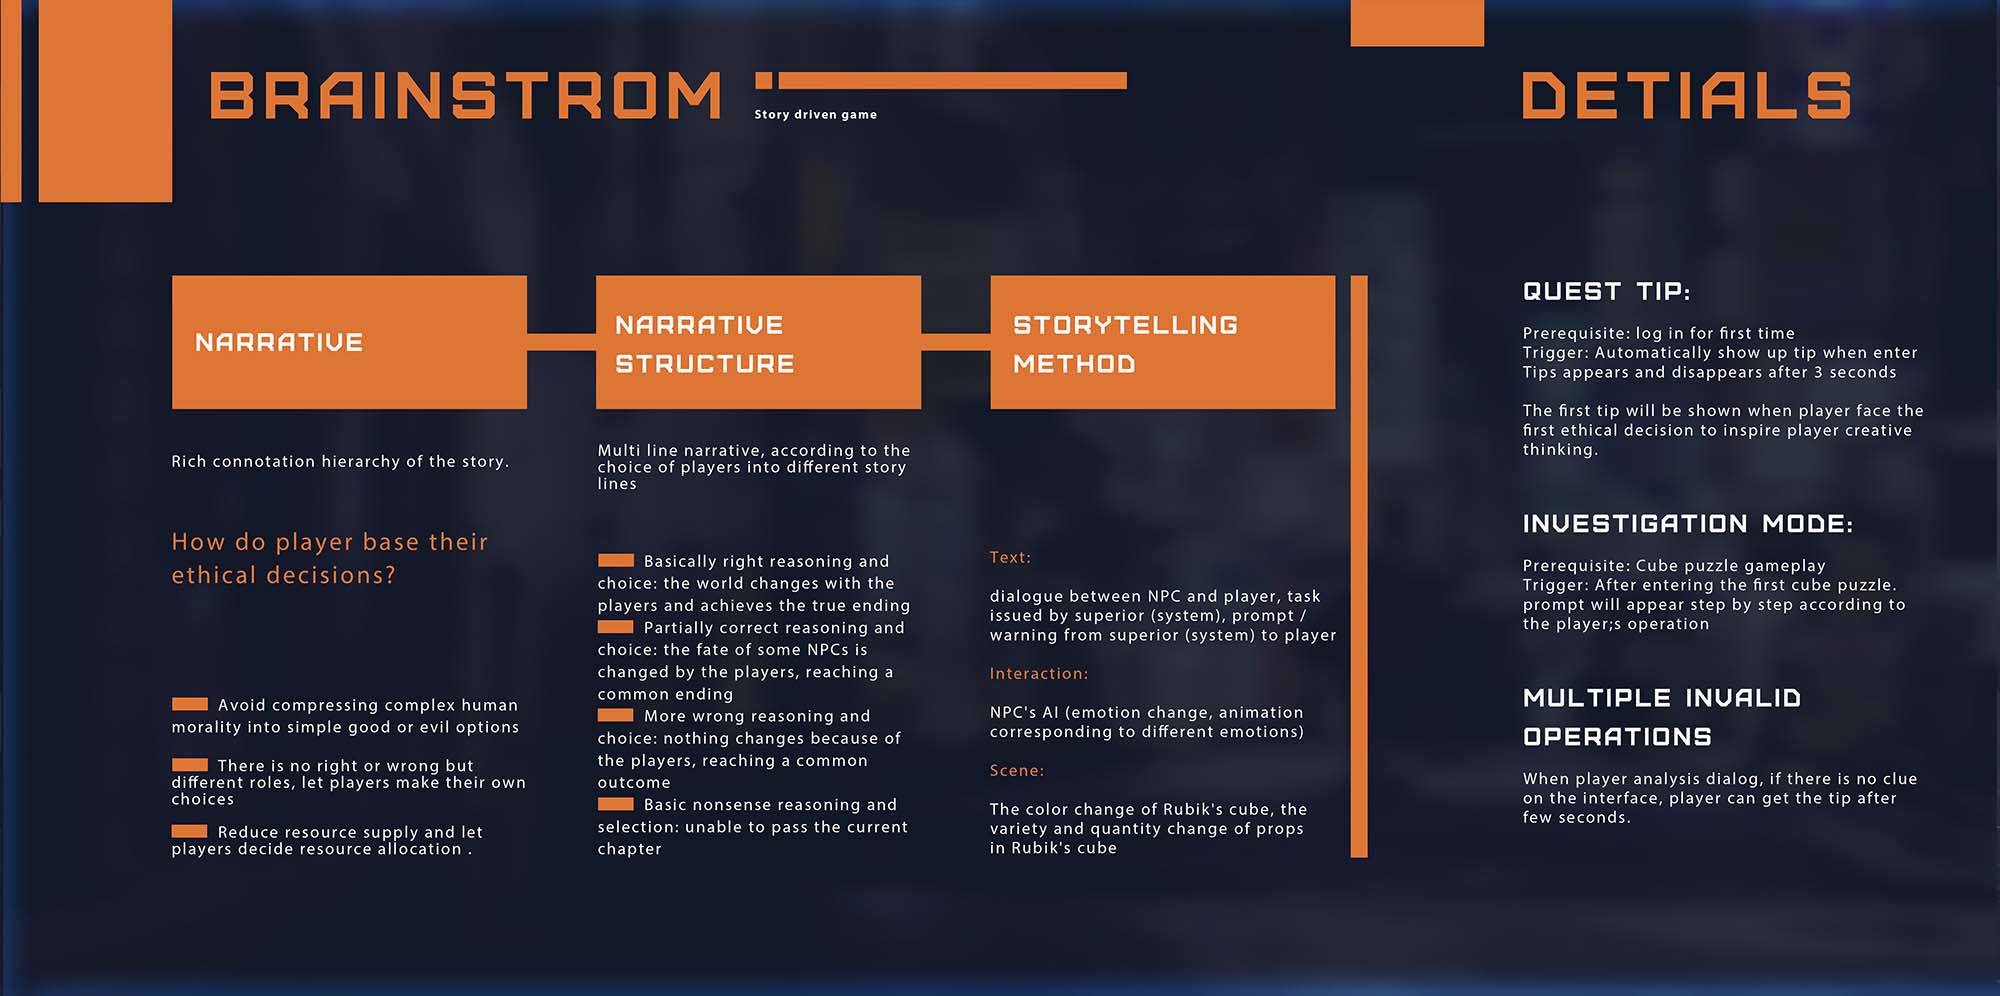 BRAINSTROM
Story driven game
NARRATIVE
Rich connotation hierarchy of the story.
How do player base their
ethical decisions?
Avoid compressing complex human
morality into simple good or evil options
There is no right or wrong but
different roles, let players make their own
choices
Reduce resource supply and let
players decide resource allocation .
NARRATIVE
STRUCTURE
Multi line narrative, according to the
choice of players into different story
lines
Basically right reasoning and
choice: the world changes with the
players and achieves the true ending
Partially correct reasoning and
choice: the fate of some NPCs is
changed by the players, reaching a
common ending
More wrong reasoning and
choice: nothing changes because of
the players, reaching a common
outcome
Basic nonsense reasoning and
selection: unable to pass the current
chapter
STORYTELLING
METHOD
Text:
dialogue between NPC and player, task
issued by superior (system), prompt /
warning from superior (system) to player
Interaction:
NPC's AI (emotion change, animation
corresponding to different emotions)
Scene:
The color change of Rubik's cube, the
variety and quantity change of props
in Rubik's cube
DETIALS
QUEST TIP:
Prerequisite: log in for first time
Trigger: Automatically show up tip when enter
Tips appears and disappears after 3 seconds
The first tip will be shown when player face the
first ethical decision to inspire player creative
thinking.
INVESTIGATION MODE:
Prerequisite: Cube puzzle gameplay
Trigger: After entering the first cube puzzle.
prompt will appear step by step according to
the player;s operation
MULTIPLE INVALID
OPERATIONS
When player analysis dialog, if there is no clue
on the interface, player can get the tip after
few seconds.